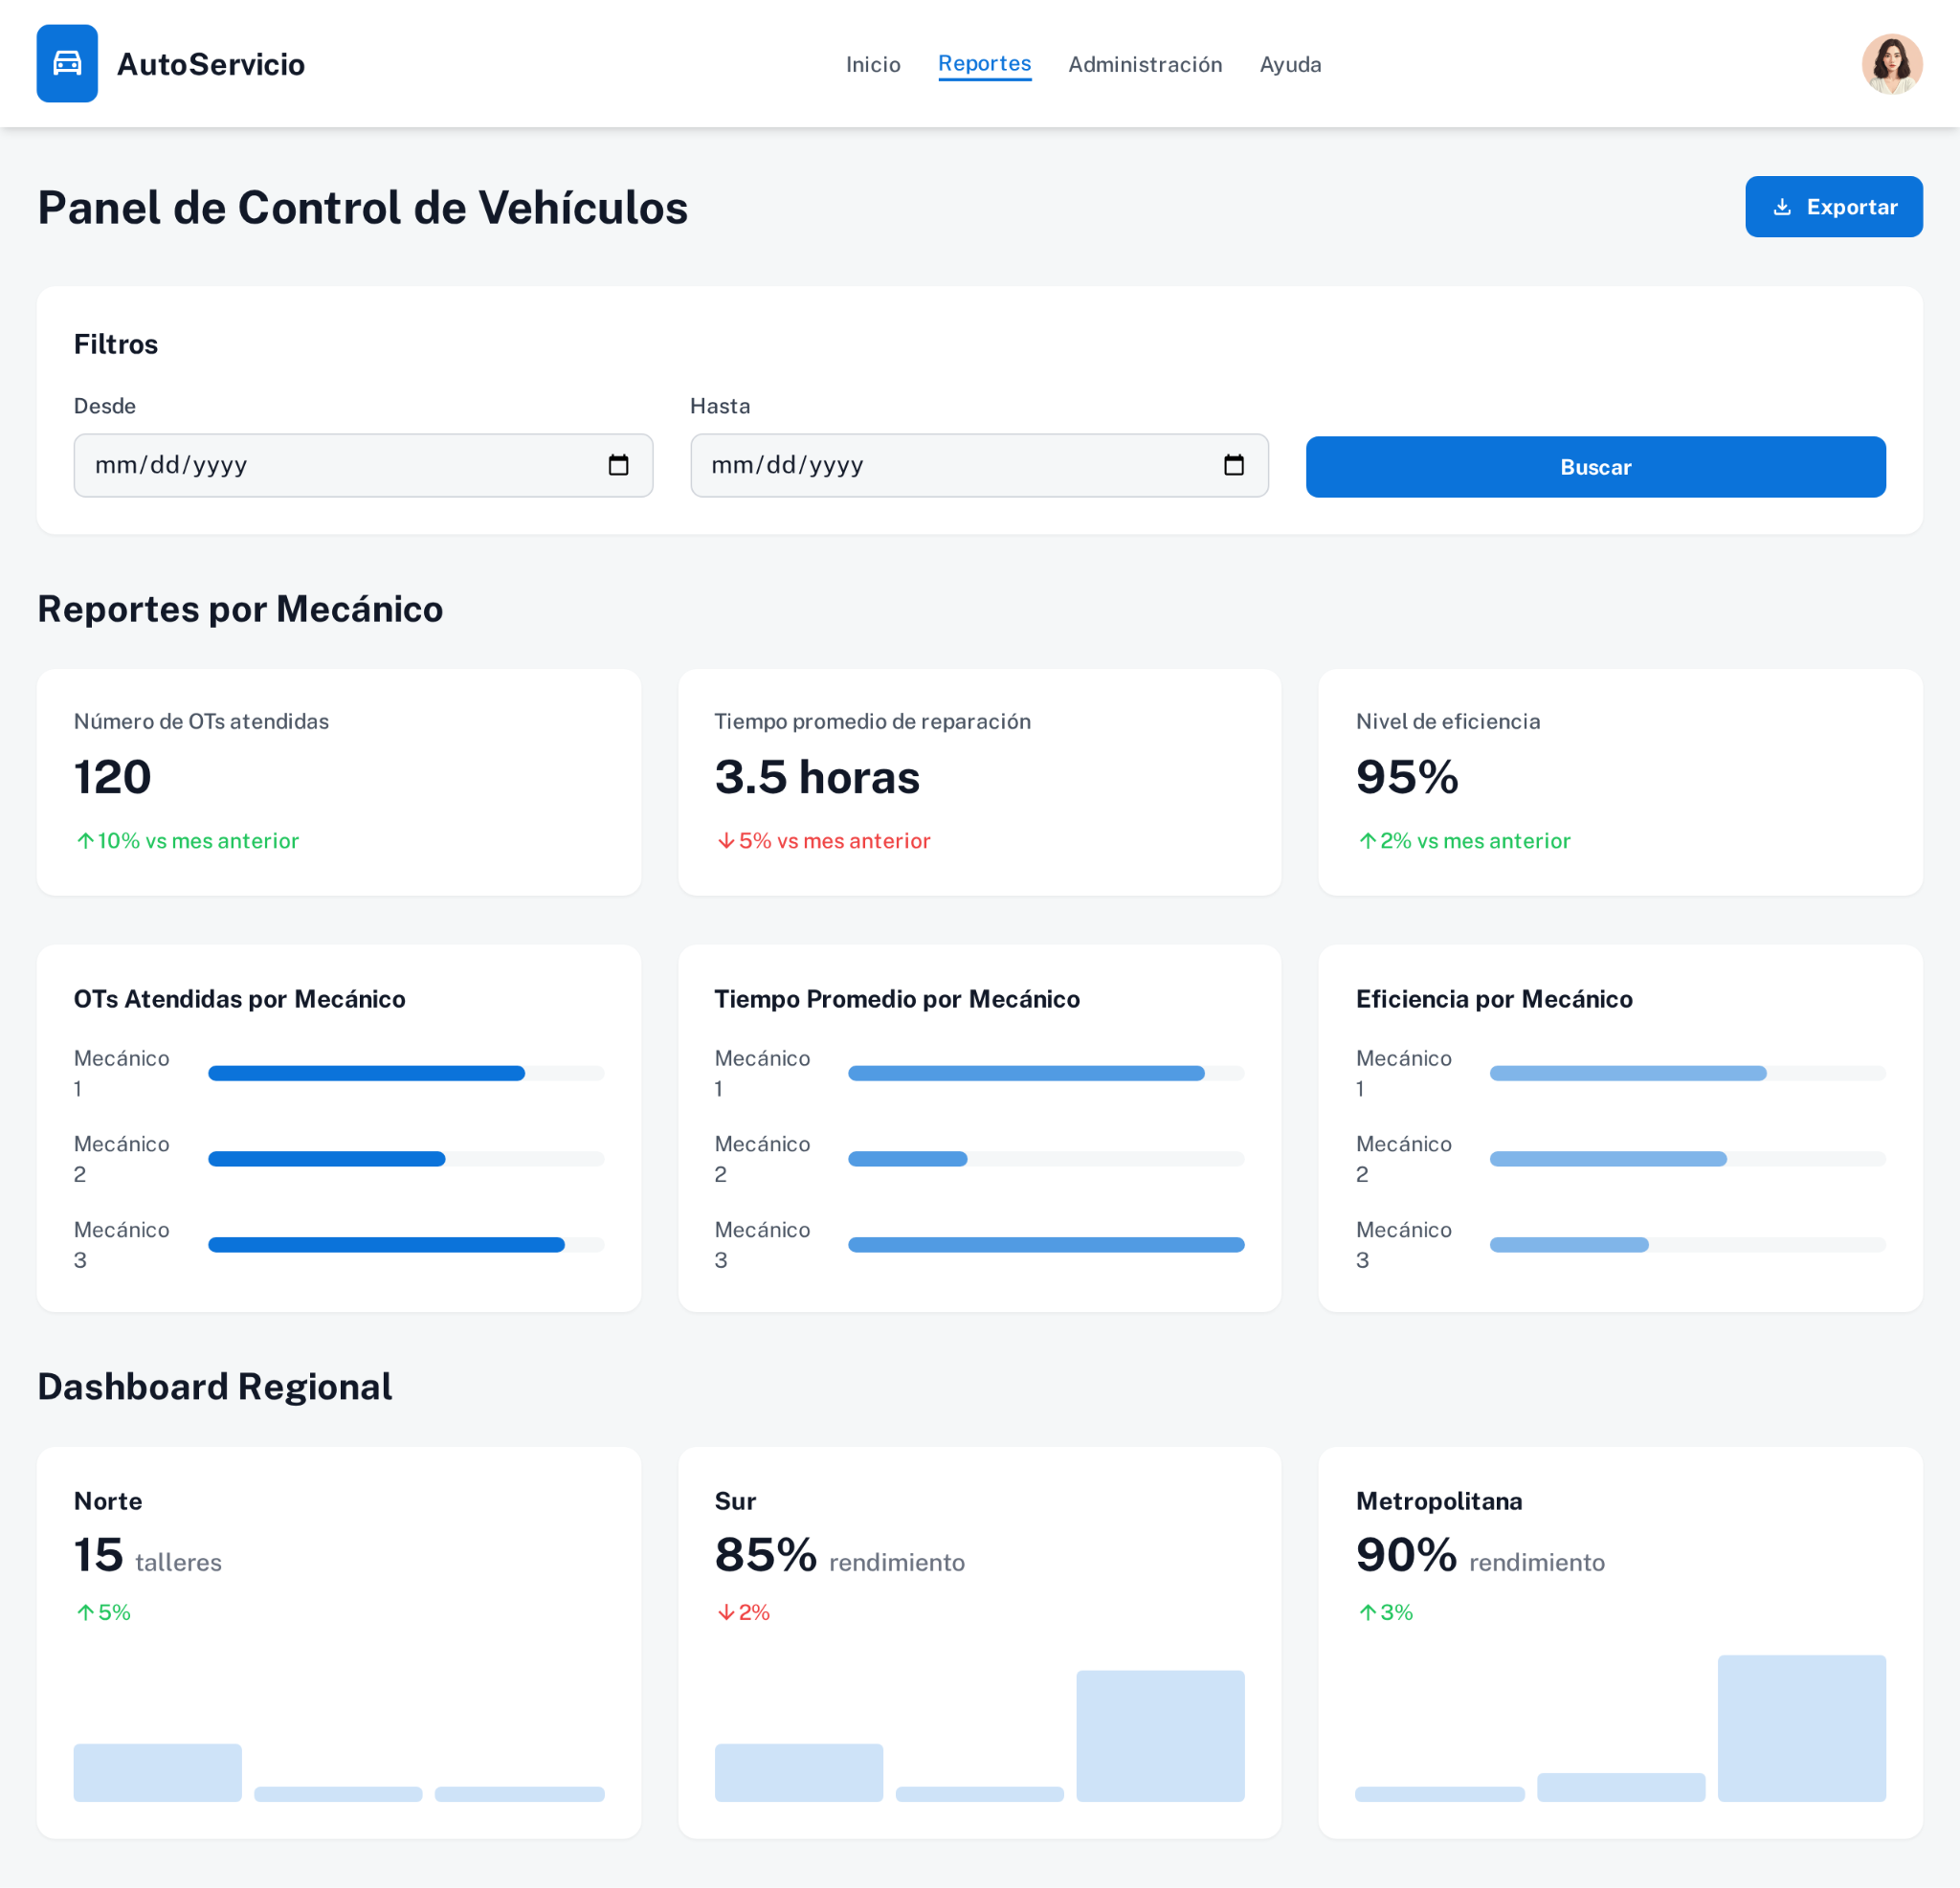 AutoServicio
Inicio
Reportes
Administración
Ayuda
Panel de Control de Vehículos
Exportar
Filtros
Desde
Hasta
mm/dd/yyyy
mm/dd/yyyy
Buscar
Reportes por Mecánico
Número de OTs atendidas
120
↑10% vs mes anterior
Tiempo promedio de reparación
3.5 horas
↓5% vs mes anterior
Nivel de eficiencia
95%
↑2% vs mes anterior
OTs Atendidas por Mecánico
Mecánico
1
Mecánico
2
Mecánico
3
Tiempo Promedio por Mecánico
Mecánico
1
Mecánico
2
Mecánico
3
Eficiencia por Mecánico
Mecánico
1
Mecánico
2
Mecánico
3
Dashboard Regional
Norte
15 talleres
↑5%
Sur
85% rendimiento
↓2%
Metropolitana
90% rendimiento
↑3%